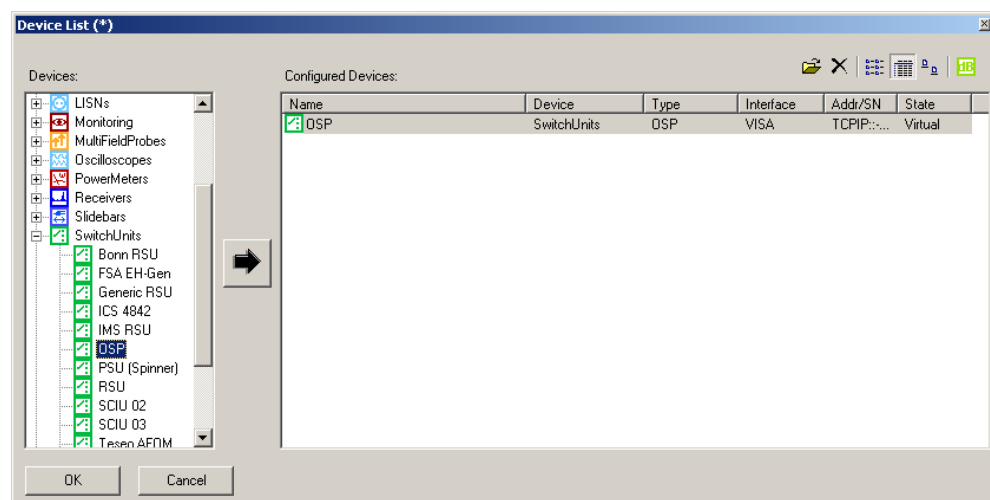 Device List (*)
Devices:
Configured Devices:
dB
LISNs
Monitoring
MultiFieldProbes
Oscilloscopes
PowerMeters
Receivers
Slidebars
SwitchUnits
Bonn RSU
FSA EH-Gen
Generic RSU
ICS 4842
IMS RSU
OSP
PSU (Spinner)
RSU
SCIU 02
SCIU 03
Teseo AFOM
Name Device Type Interface Addr/SN State
OSP SwitchUnits OSP VISA TCPIP::-... Virtual
OK Cancel